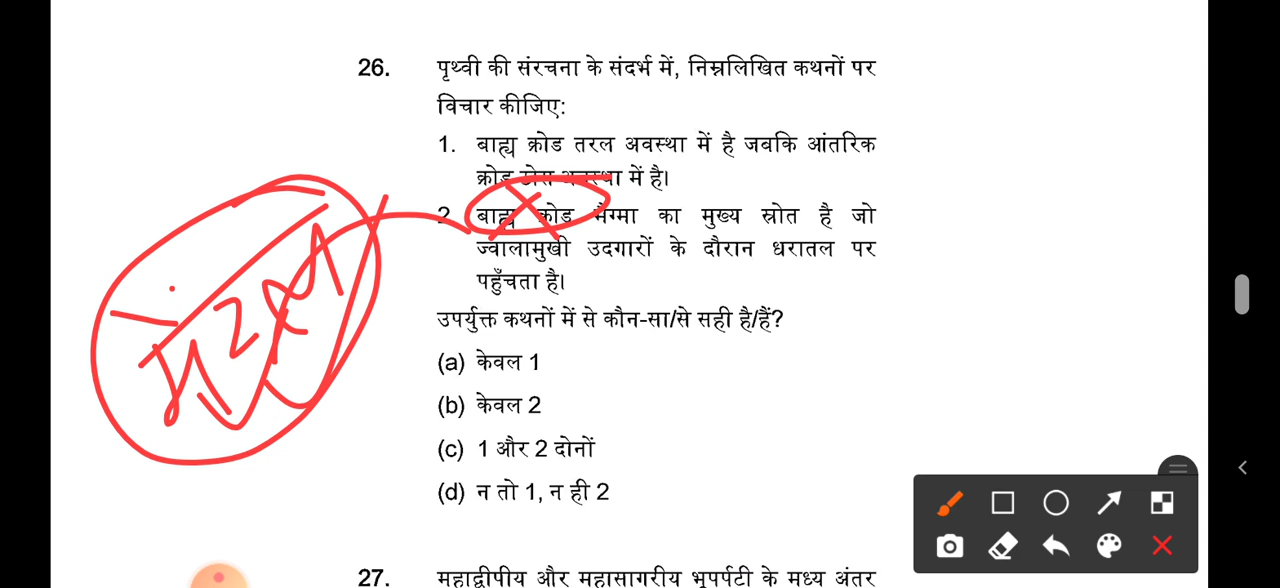 26. पृथ्वी की संरचना के संदर्भ में, निम्नलिखित कथनों पर
विचार कीजिए:
1. बाह्य क्रोड तरल अवस्था में है जबकि आंतरिक
क्रोड ठोस अवस्था में है।
2 बाह्य क्रोड मैग्मा का मुख्य स्रोत है जो
ज्वालामुखी उदगारों के दौरान धरातल पर
पहुँचता है।
उपर्युक्त कथनों में से कौन-सा/से सही है/हैं?
(a) केवल 1
(b) केवल 2
(c) 1 और 2 दोनों
(d) न तो 1, न ही 2
27. महाद्वीपीय और महासागरीय भूपर्पटी के मध्य अंतर